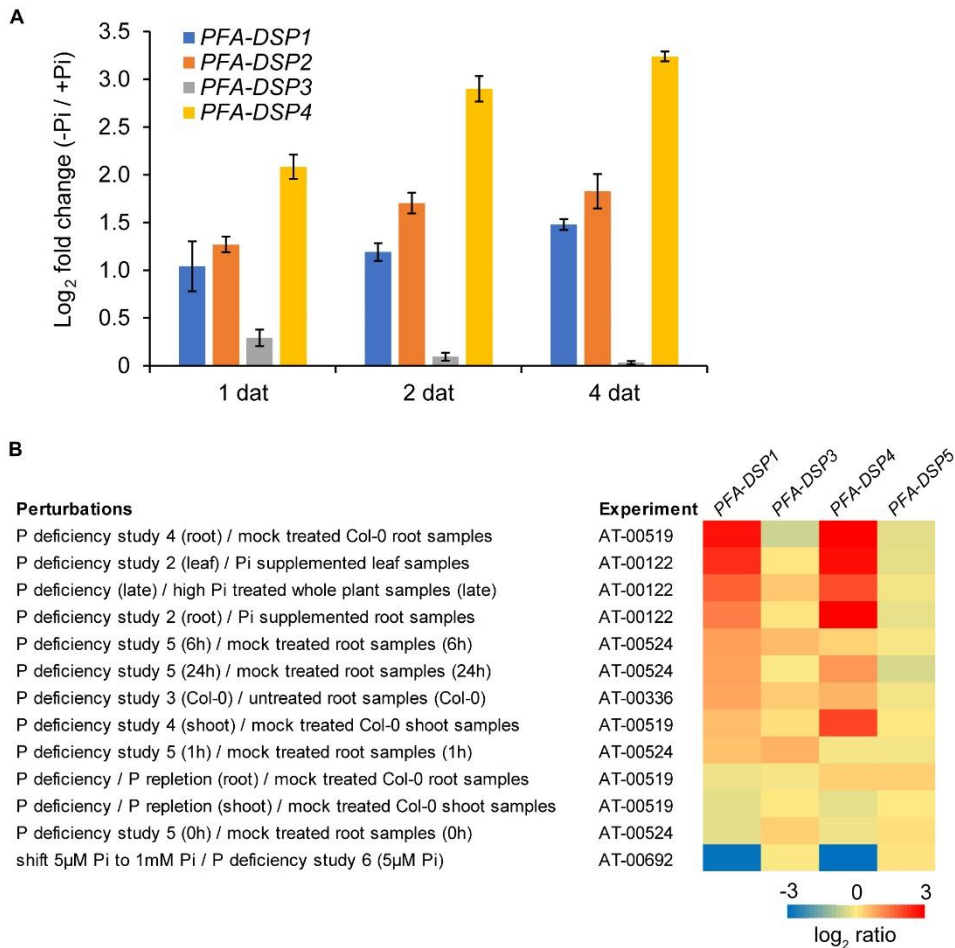 A
Log2 fold change (-Pi / +Pi)
3.5
3.0
2.5
2.0
1.5
1.0
0.5
0
PFA-DSP1
PFA-DSP2
PFA-DSP3
PFA-DSP4
1 dat 2 dat 4 dat
B
PFA-DSP1 PFA-DSP3 PFA-DSP4 PFA-DSP5
Perturbations Experiment
P deficiency study 4 (root) / mock treated Col-0 root samples AT-00519
P deficiency study 2 (leaf) / Pi supplemented leaf samples AT-00122
P deficiency (late) / high Pi treated whole plant samples (late) AT-00122
P deficiency study 2 (root) / Pi supplemented root samples AT-00122
P deficiency study 5 (6h) / mock treated root samples (6h) AT-00524
P deficiency study 5 (24h) / mock treated root samples (24h) AT-00524
P deficiency study 3 (Col-0) / untreated root samples (Col-0) AT-00336
P deficiency study 4 (shoot) / mock treated Col-0 shoot samples AT-00519
P deficiency study 5 (1h) / mock treated root samples (1h) AT-00524
P deficiency / P repletion (root) / mock treated Col-0 root samples AT-00519
P deficiency / P repletion (shoot) / mock treated Col-0 shoot samples AT-00519
P deficiency study 5 (0h) / mock treated root samples (0h) AT-00524
shift 5µM Pi to 1mM Pi / P deficiency study 6 (5µM Pi) AT-00692
-3 0 3
log2 ratio